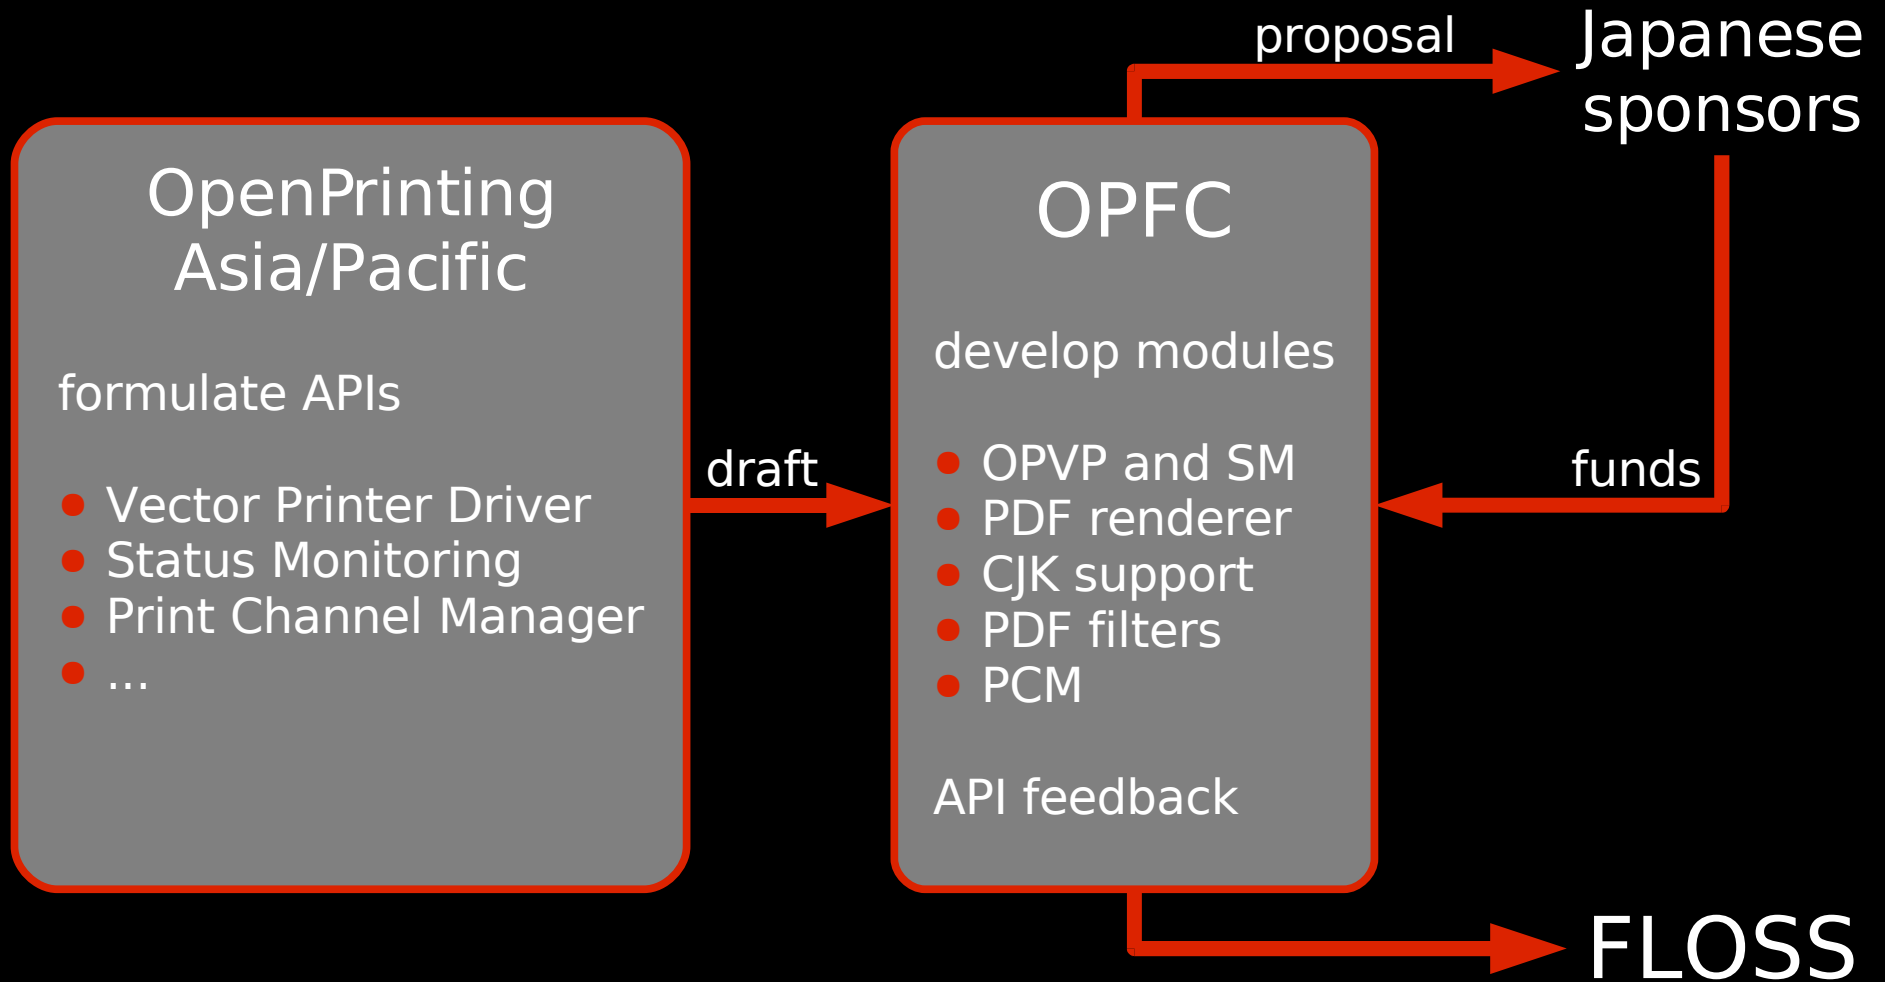 OpenPrinting
Asia/Pacific
formulate APIs
Vector Printer Driver
Status Monitoring
Print Channel Manager
...
draft
OPFC
develop modules
OPVP and SM
PDF renderer
CJK support
PDF filters
PCM
API feedback
proposal
Japanese
sponsors
funds
FLOSS